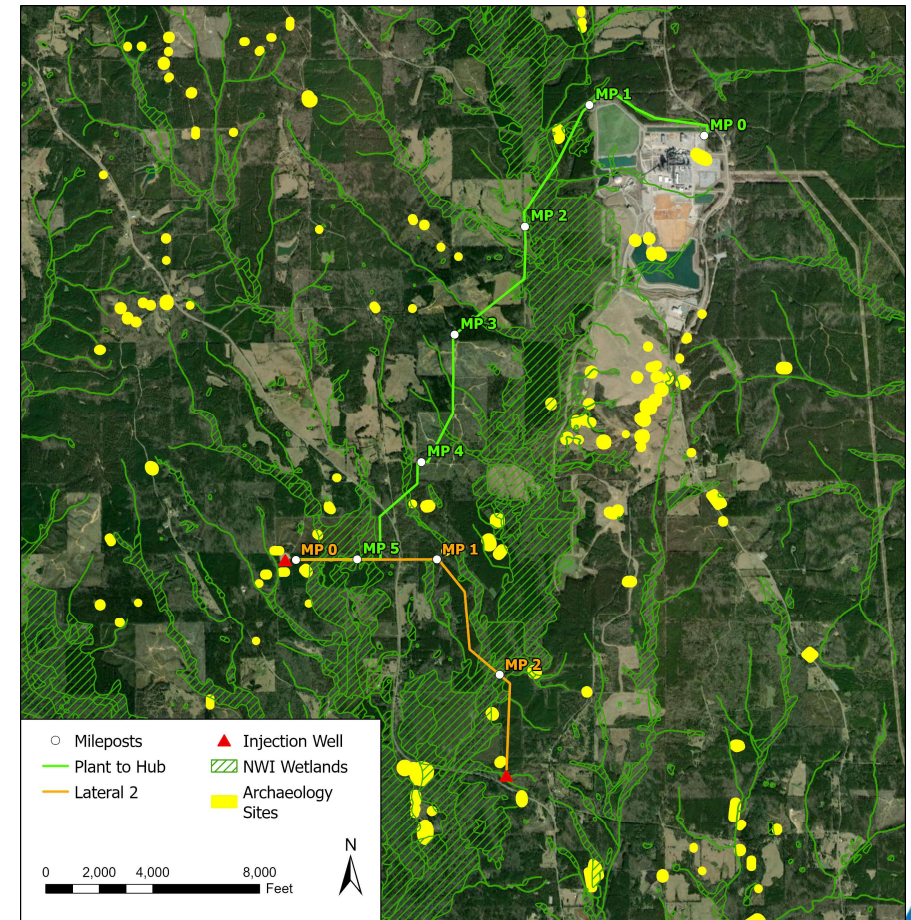 MP 1
MP 0
MP 2
MP 3
MP 4
MP 0
MP 5
MP 1
MP 2
Mileposts
Injection Well
Plant to Hub
NWI Wetlands
Lateral 2
Archaeology
Sites
N
0 2,000 4,000 8,000
Feet